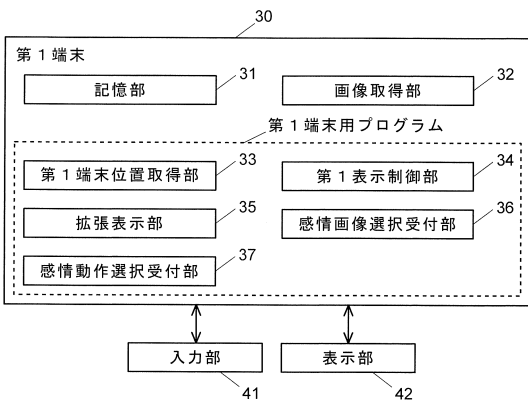 30
第１端末
記憶部
31
画像取得部
32
第１端末用プログラム
第１端末位置取得部
33
第１表示制御部
34
拡張表示部
35
感情画像選択受付部
36
感情動作選択受付部
37
入力部
41
表示部
42